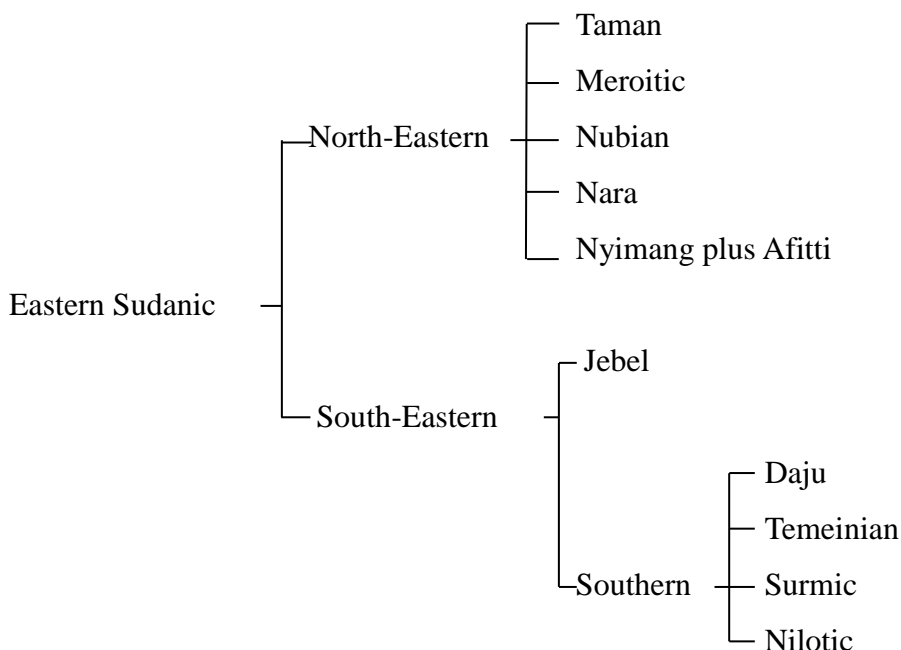 Taman
Meroitic
North-Eastern
Nubian
Nara
Nyimang plus Afitti
Eastern Sudanic
Jebel
South-Eastern
Daju
Temeinian
Southern
Surmic
Nilotic